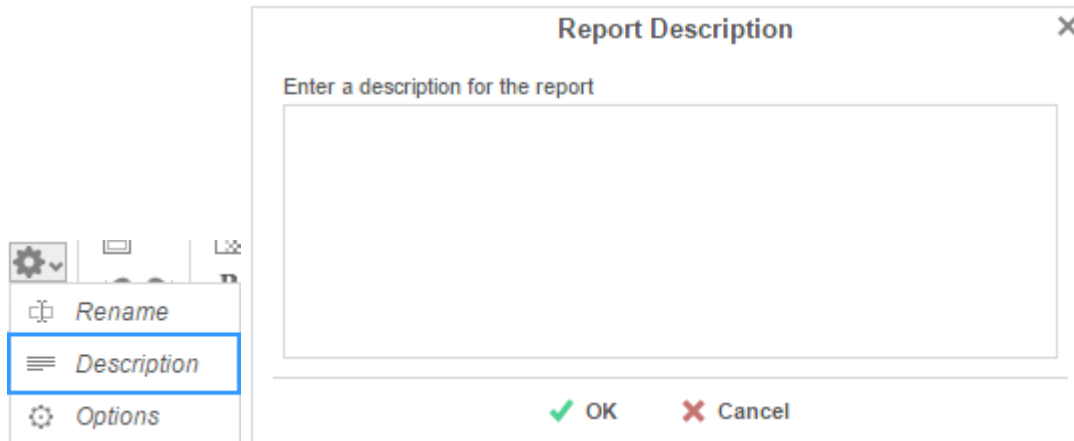 Report Description
Enter a description for the report
Rename
Description
Options
OK Cancel